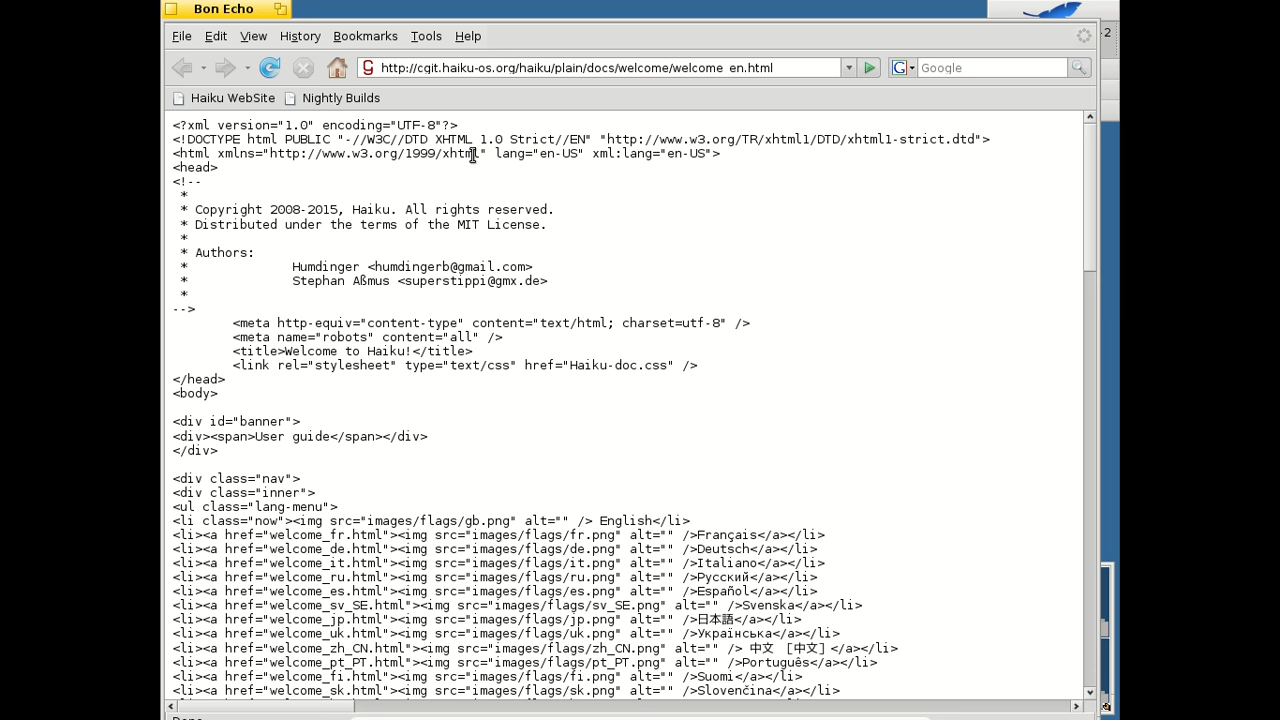 Bon Echo
File Edit View History Bookmarks Tools Help
-2
http://cgit.haiku-os.org/haiku/plain/docs/welcome/welcome_en.html
Google
Haiku WebSite Nightly Builds
<?xml version="1.0" encoding="UTF-8"?>
<!DOCTYPE html PUBLIC "-//W3C//DTD XHTML 1.0 Strict//EN" "http://www.w3.org/TR/xhtml1/DTD/xhtml1-strict.dtd">
<html xmlns="http://www.w3.org/1999/xhtml" lang="en-US" xml:lang="en-US">
<head>
<!--
*
* Copyright 2008-2015, Haiku. All rights reserved.
* Distributed under the terms of the MIT License.
*
* Authors:
* Humdinger <humdingerb@gmail.com>
* Stephan Aßmus <superstippi@gmx.de>
*
-->
<meta http-equiv="content-type" content="text/html; charset=utf-8" />
<meta name="robots" content="all" />
<title>Welcome to Haiku!</title>
<link rel="stylesheet" type="text/css" href="Haiku-doc.css" />
</head>
<body>
<div id="banner">
<div><span>User guide</span></div>
</div>
<div class="nav">
<div class="inner">
<ul class="lang-menu">
<li class="now"><img src="images/flags/gb.png" alt="" /> English</li>
<li><a href="welcome_fr.html"><img src="images/flags/fr.png" alt="" />Français</a></li>
<li><a href="welcome_de.html"><img src="images/flags/de.png" alt="" />Deutsch</a></li>
<li><a href="welcome_it.html"><img src="images/flags/it.png" alt="" />Italiano</a></li>
<li><a href="welcome_ru.html"><img src="images/flags/ru.png" alt="" />Русский</a></li>
<li><a href="welcome_es.html"><img src="images/flags/es.png" alt="" />Español</a></li>
<li><a href="welcome_sv_SE.html"><img src="images/flags/sv_SE.png" alt="" />Svenska</a></li>
<li><a href="welcome_jp.html"><img src="images/flags/jp.png" alt="" />日本語</a></li>
<li><a href="welcome_uk.html"><img src="images/flags/uk.png" alt="" />Українська</a></li>
<li><a href="welcome_zh_CN.html"><img src="images/flags/zh_CN.png" alt="" /> 中文 ［中文］</a></li>
<li><a href="welcome_pt_PT.html"><img src="images/flags/pt_PT.png" alt="" />Português</a></li>
<li><a href="welcome_fi.html"><img src="images/flags/fi.png" alt="" />Suomi</a></li>
<li><a href="welcome_sk.html"><img src="images/flags/sk.png" alt="" />Slovenčina</a></li>